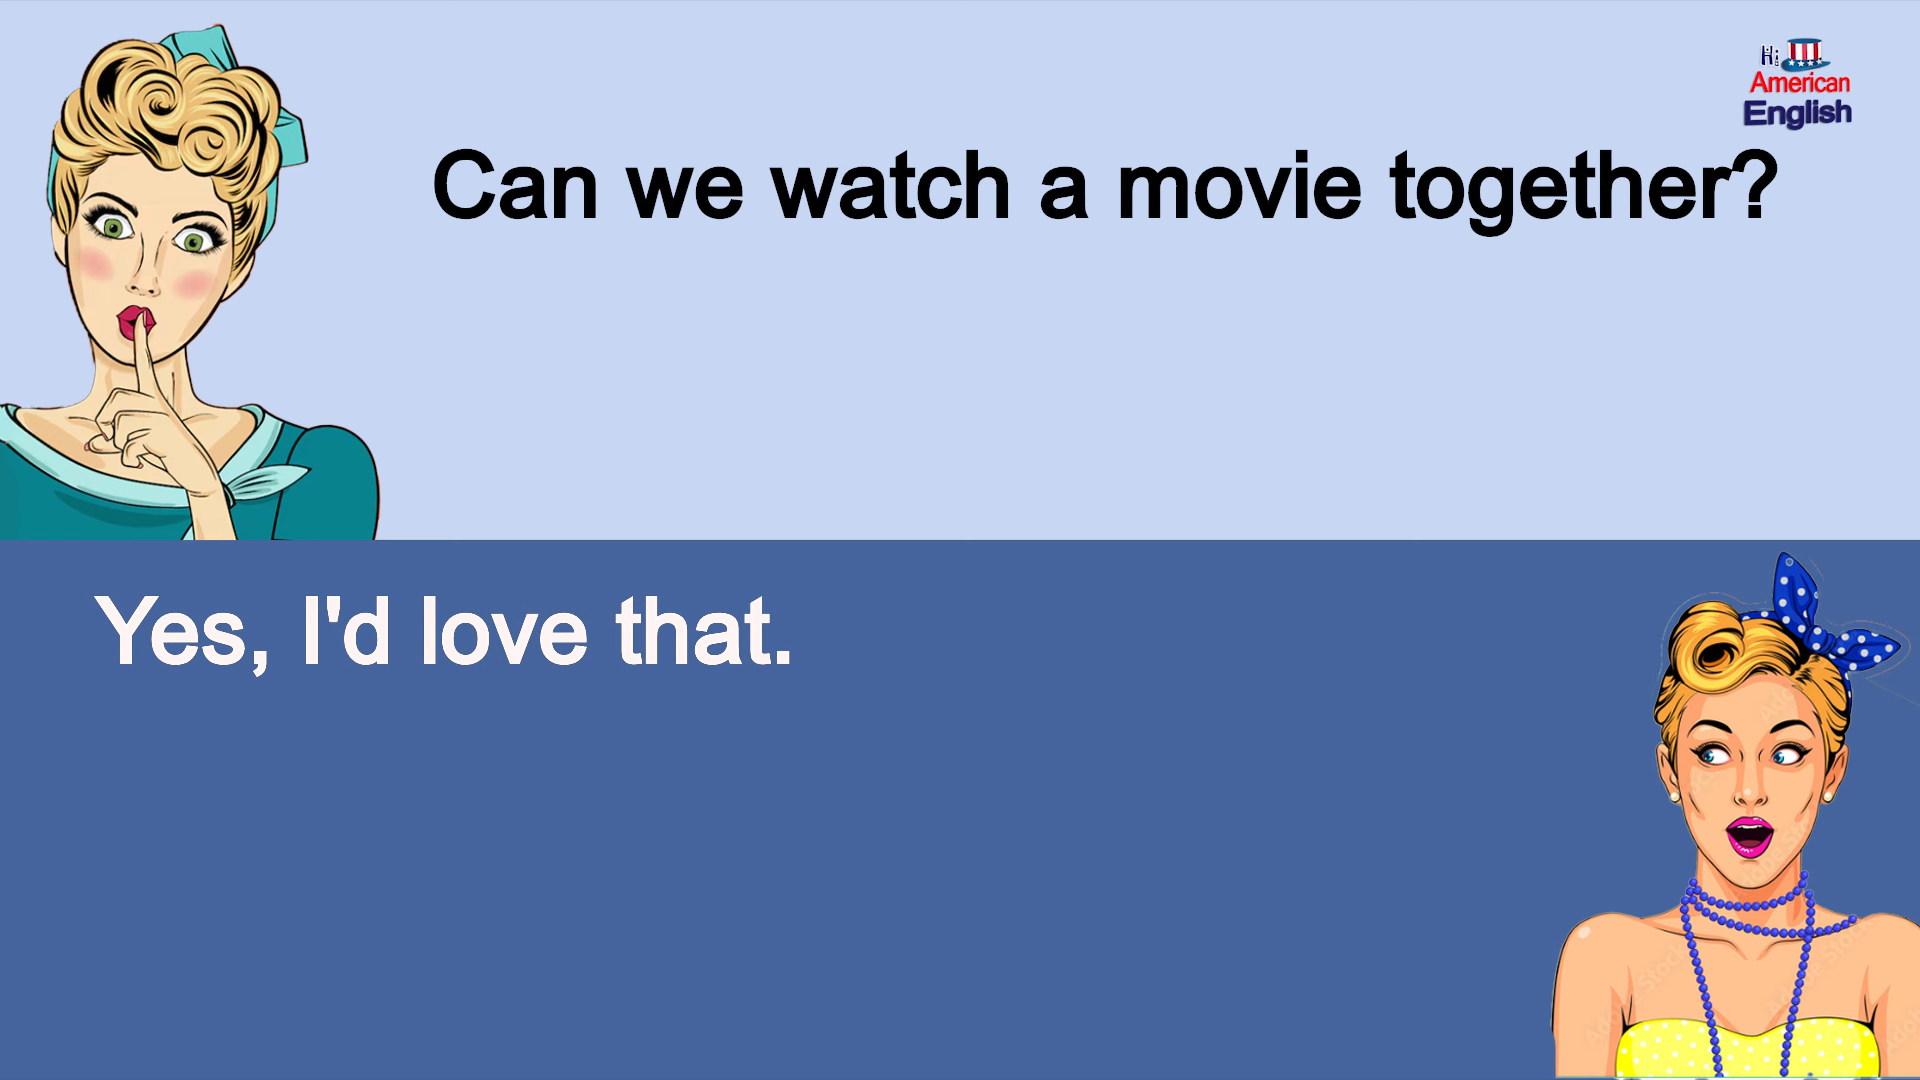 Hi
American
English
Can we watch a movie together?
Yes, I'd love that.